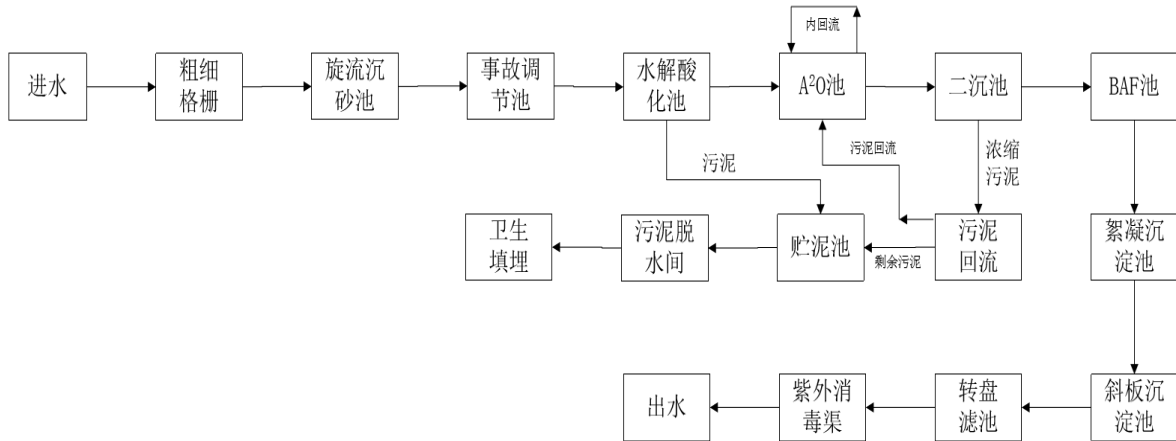 内回流
进水
粗细
格栅
旋流沉
砂池
事故调
节池
水解酸
化池
A²O池
二沉池
BAF池
污泥
污泥回流
浓缩
污泥
卫生
填埋
污泥脱
水间
贮泥池
剩余污泥
污泥
回流
絮凝沉
淀池
出水
紫外消
毒渠
转盘
滤池
斜板沉
淀池